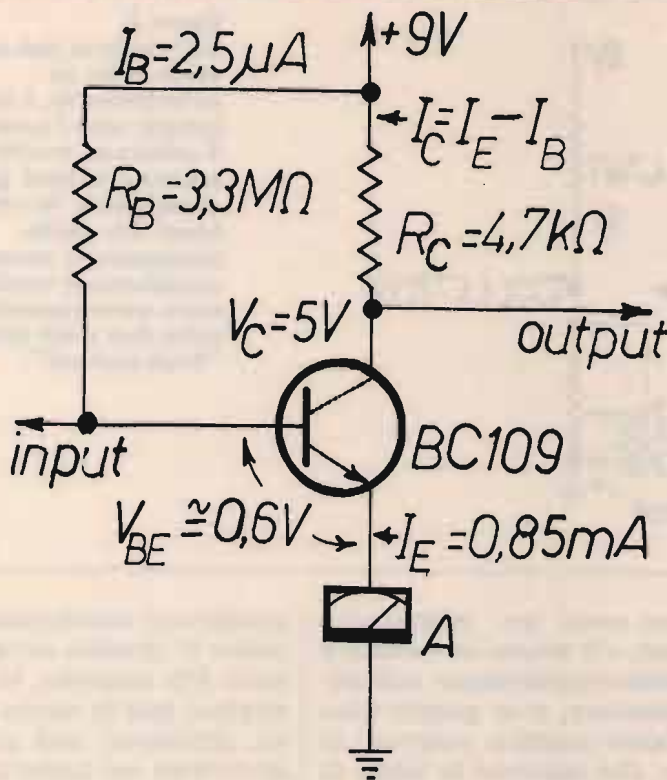 +9V
I_B=2,5µA
I_C=I_E-I_B
R_B=3,3MΩ
R_C=4,7kΩ
V_C=5V
output
input
BC109
V_BE≅0,6V
I_E=0,85mA
A